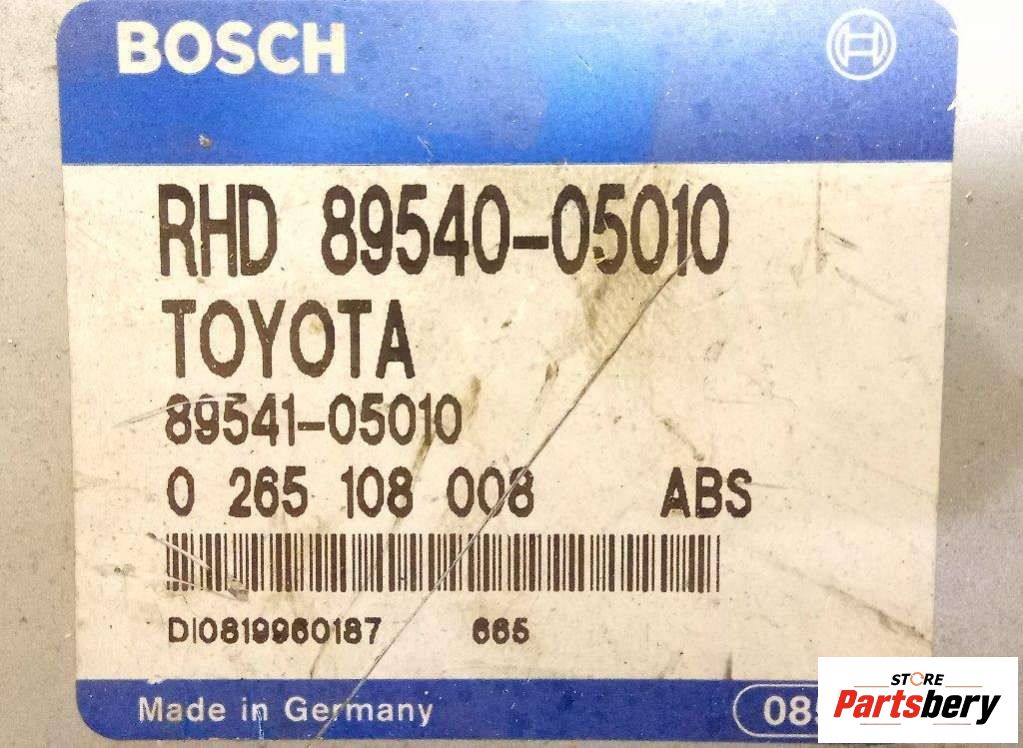 BOSCH
RHD 89540-05010
TOYOTA
89541-05010
0 265 108 008 ABS
DI0819960187 665
Made in Germany
STORE
Partsbery